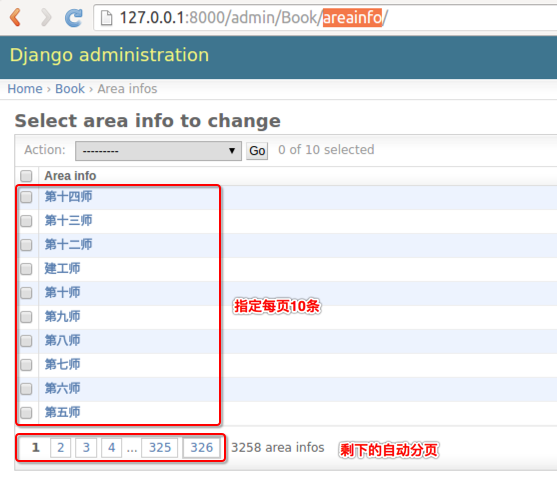 127.0.0.1:8000/admin/Book/areainfo/
Django administration
Home › Book › Area infos
Select area info to change
Action: --------- Go 0 of 10 selected
Area info
第十四师
第十三师
第十二师
建工师
第十师
第九师
第八师
第七师
第六师
第五师
指定每页10条
1 2 3 4 ... 325 326 3258 area infos
剩下的自动分页